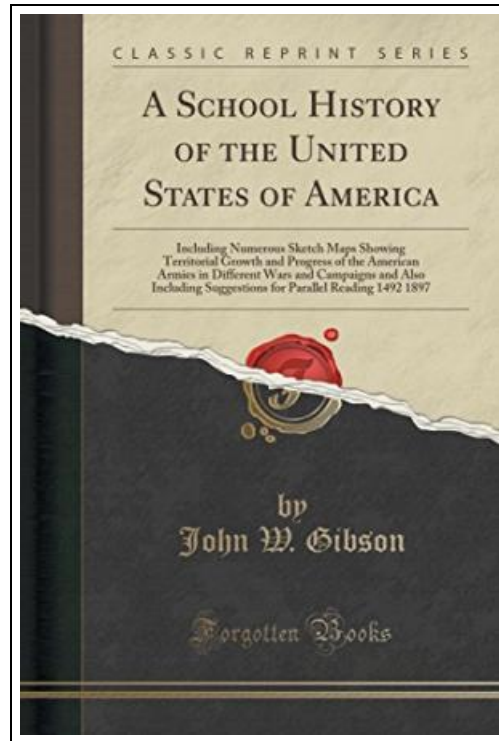 CLASSIC REPRINT SERIES
A SCHOOL HISTORY
OF THE UNITED
STATES OF AMERICA
Including Numerous Sketch Maps Showing
Territorial Growth and Progress of the American
Armies in Different Wars and Campaigns and Also
Including Suggestions for Parallel Reading 1492 1897
F
by
John W. Gibson
Forgotten Books